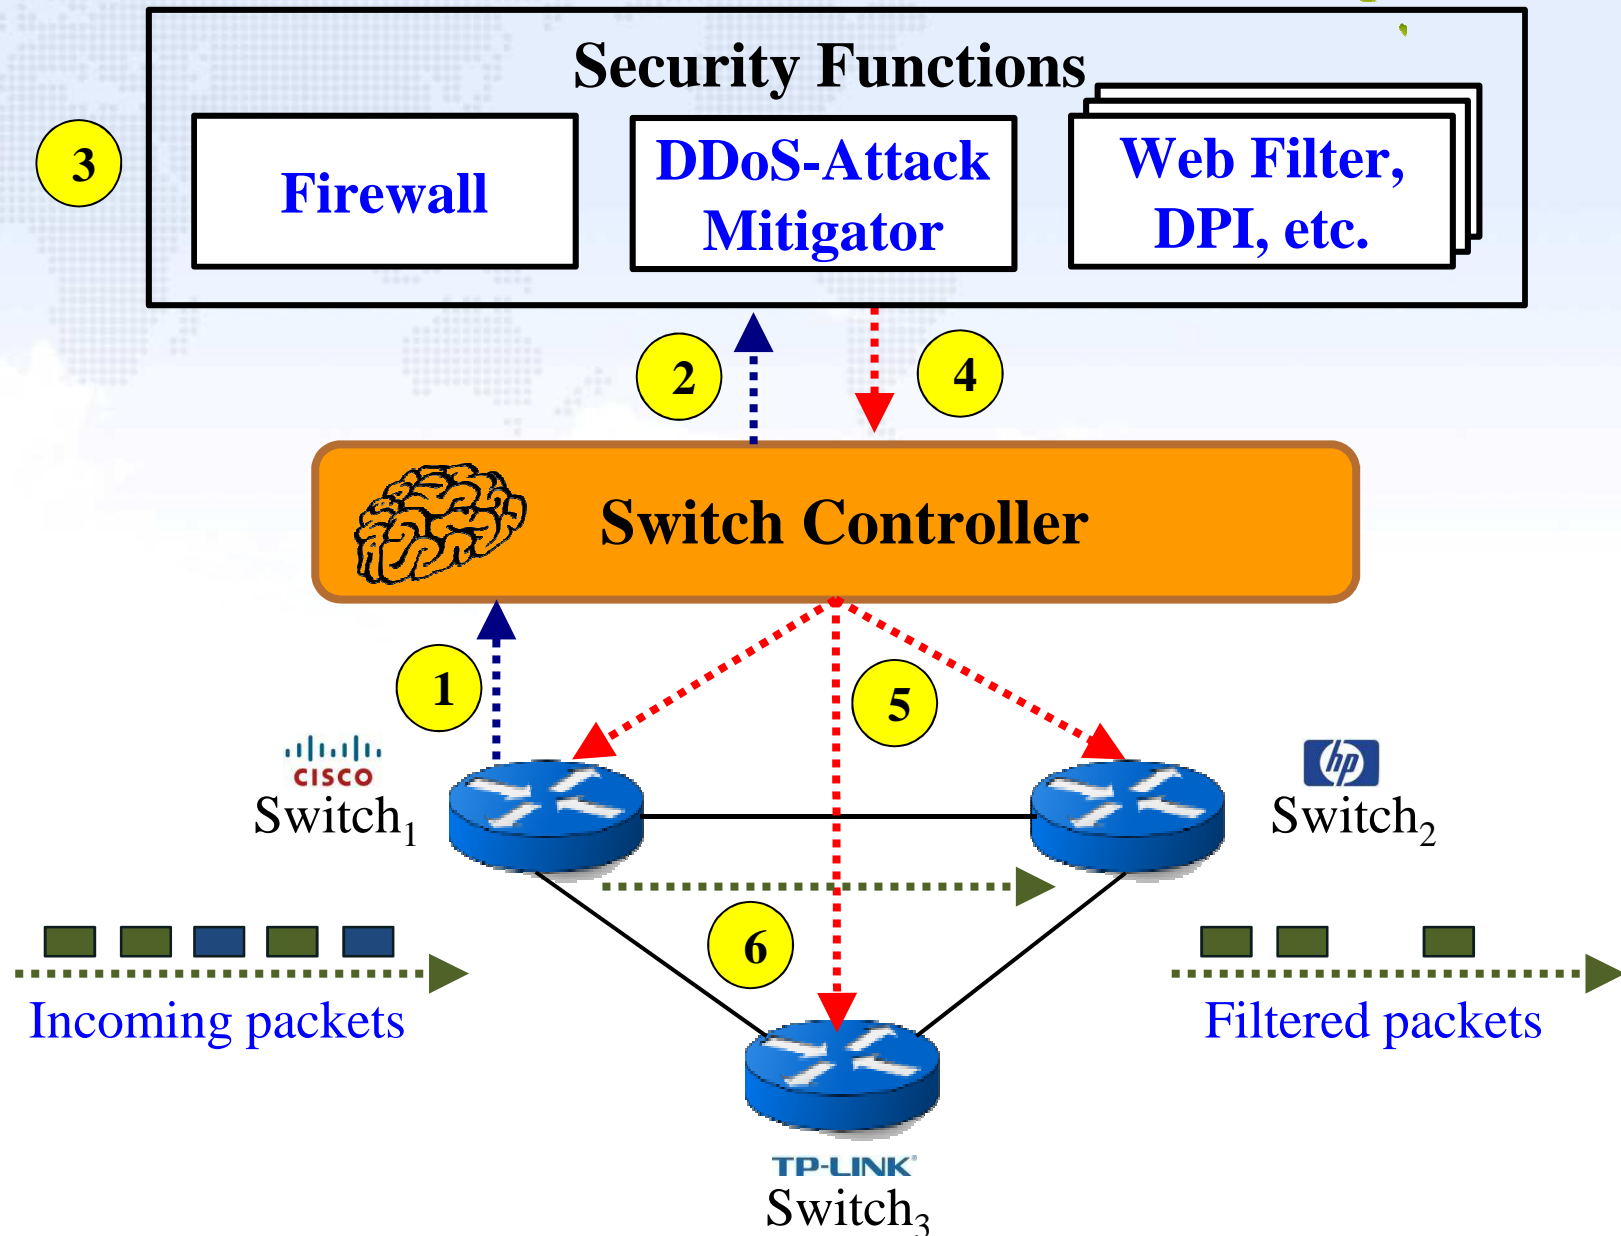 Security Functions
3
Firewall
DDoS-Attack
Mitigator
Web Filter,
DPI, etc.
2
4
Switch Controller
1
5
CISCO
Switch₁
hp
Switch₂
6
Incoming packets
Filtered packets
TP-LINK®
Switch₃